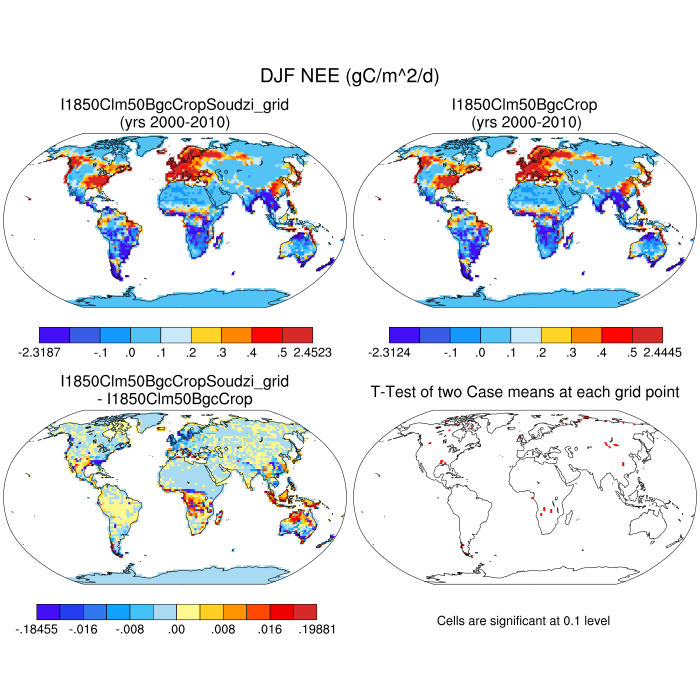 DJF NEE (gC/m^2/d)
I1850Clm50BgcCropSoudzi_grid
(yrs 2000-2010)
I1850Clm50BgcCrop
(yrs 2000-2010)
-2.3187 -.1 .0 .1 .2 .3 .4 .5 2.4523
-2.3124 -.1 .0 .1 .2 .3 .4 .5 2.4445
I1850Clm50BgcCropSoudzi_grid
- I1850Clm50BgcCrop
T-Test of two Case means at each grid point
-.18455 -.016 -.008 .00 .008 .016 .19881
Cells are significant at 0.1 level